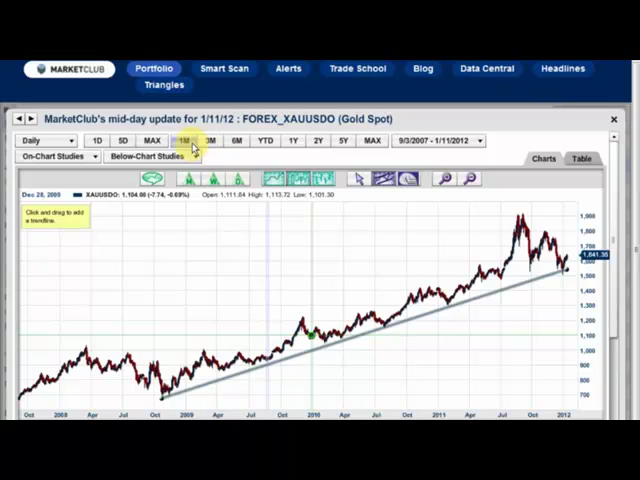 MARKETCLUB Portfolio Smart Scan Alerts Trade School Blog Data Central Headlines
Triangles
MarketClub's mid-day update for 1/11/12 : FOREX_XAUUSDO (Gold Spot)
Daily 1D 5D MAX 1M 3M 6M YTD 1Y 2Y 5Y MAX 9/3/2007 - 1/11/2012
On-Chart Studies Below-Chart Studies Charts Table
M W D
Dec 28, 2009 XAUUSDO: 1,104.08 (-7.74, -0.69%) Open: 1,111.84 High: 1,113.72 Low: 1,101.30
Click and drag to add
a trendline.
1,900
1,800
1,700
1,641.35
1,600
1,500
1,400
1,300
1,200
1,100
1,000
900
800
700
Oct 2008 Apr Jul Oct 2009 Apr Jul Oct 2010 Apr Jul Oct 2011 Apr Jul Oct 2012